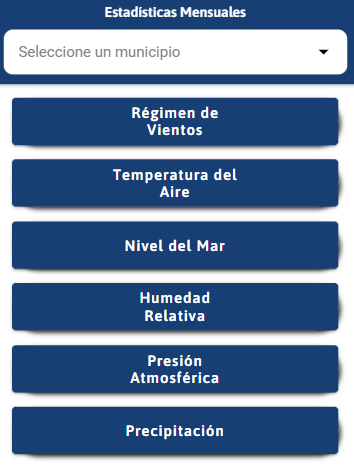 Estadísticas Mensuales
Seleccione un municipio
Régimen de
Vientos
Temperatura del
Aire
Nivel del Mar
Humedad
Relativa
Presión
Atmosférica
Precipitación